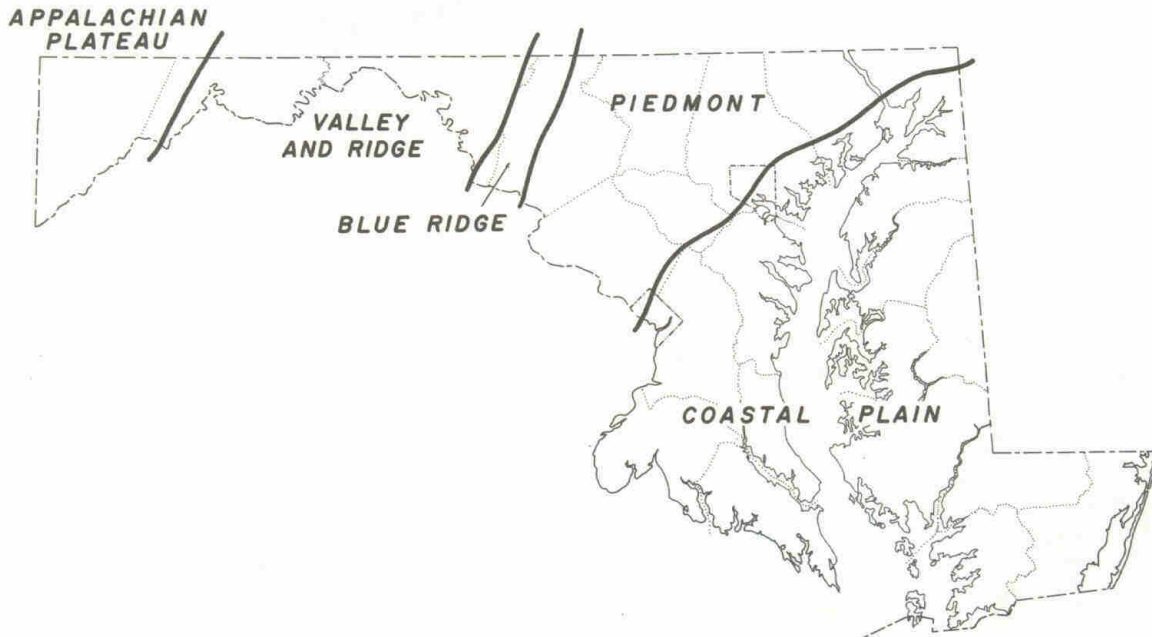 APPALACHIAN
PLATEAU
VALLEY
AND RIDGE
BLUE RIDGE
PIEDMONT
COASTAL PLAIN